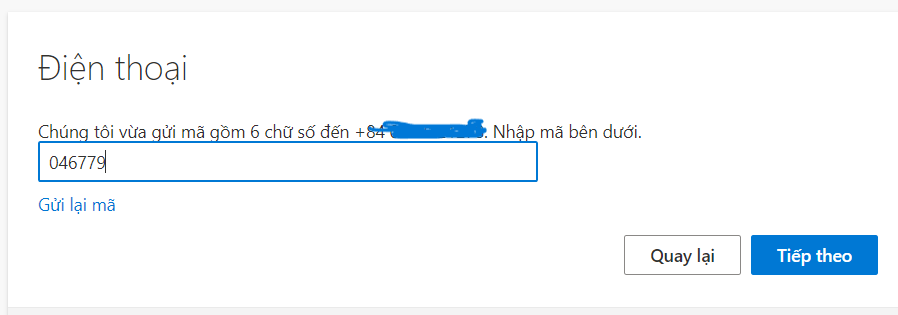 Điện thoại
Chúng tôi vừa gửi mã gồm 6 chữ số đến +84. Nhập mã bên dưới.
046779
Gửi lại mã
Quay lại
Tiếp theo